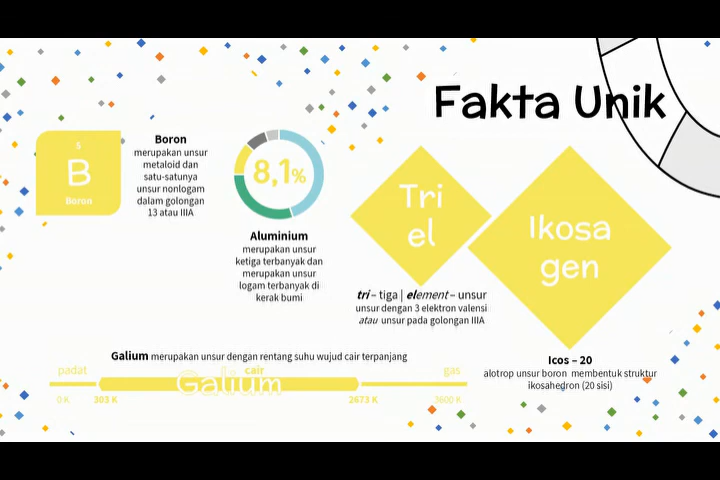 Fakta Unik
5
B
Boron
Boron
merupakan unsur
metaloid dan
satu-satunya
unsur nonlogam
dalam golongan
13 atau IIIA
8,1%
Aluminium
merupakan unsur
ketiga terbanyak dan
merupakan unsur
logam terbanyak di
kerak bumi
Tri
el
tri – tiga | element – unsur
unsur dengan 3 elektron valensi
atau unsur pada golongan IIIA
Ikosa
gen
Icos – 20
alotrop unsur boron membentuk struktur
ikosahedron (20 sisi)
Galium merupakan unsur dengan rentang suhu wujud cair terpanjang
padat
cair
gas
Galium
0 K
303 K
2673 K
3600 K